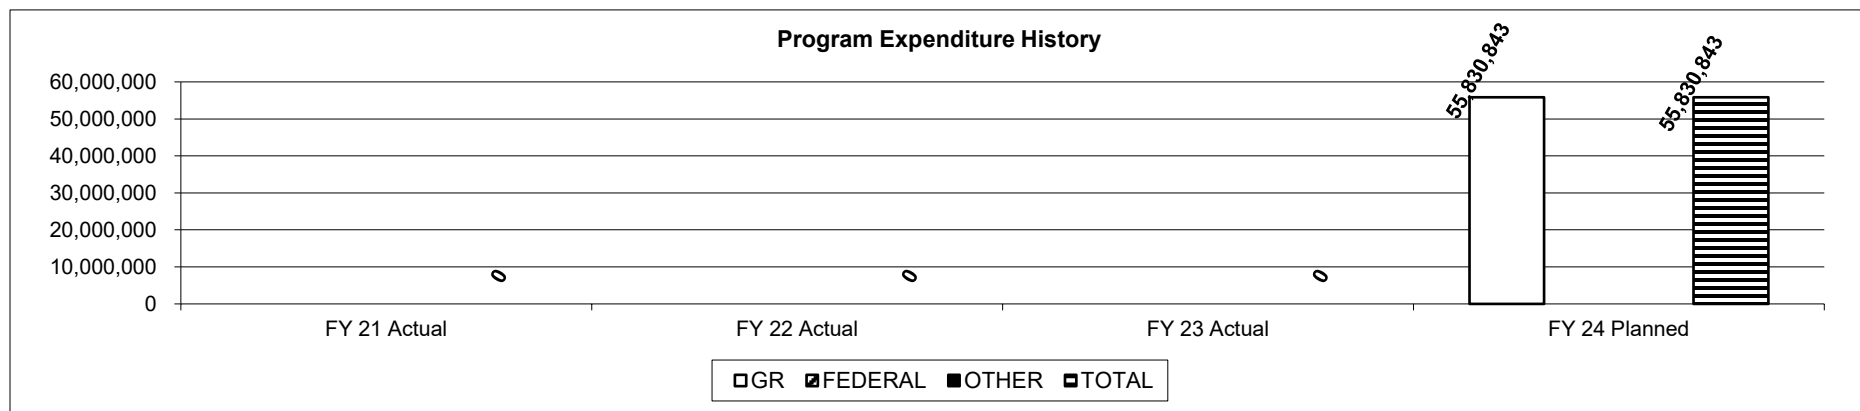 Program Expenditure History
60,000,000
50,000,000
40,000,000
30,000,000
20,000,000
10,000,000
0
55,830,843
55,830,843
0
0
0
FY 21 Actual
FY 22 Actual
FY 23 Actual
FY 24 Planned
GR FEDERAL OTHER TOTAL